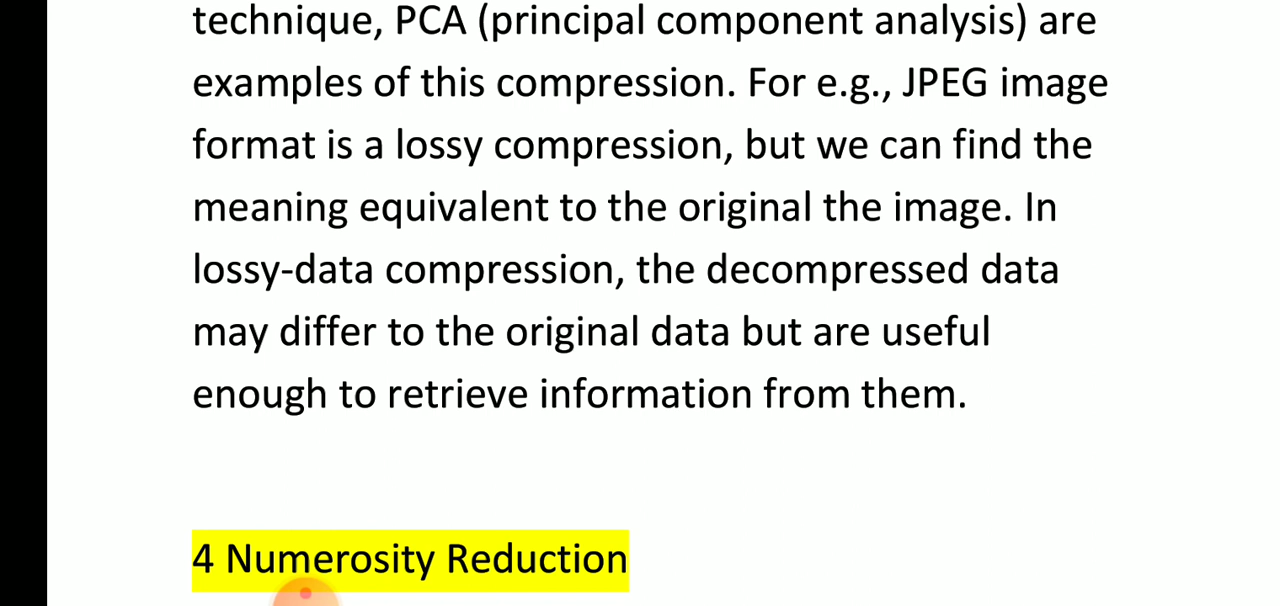 technique, PCA (principal component analysis) are
examples of this compression. For e.g., JPEG image
format is a lossy compression, but we can find the
meaning equivalent to the original the image. In
lossy-data compression, the decompressed data
may differ to the original data but are useful
enough to retrieve information from them.
4 Numerosity Reduction